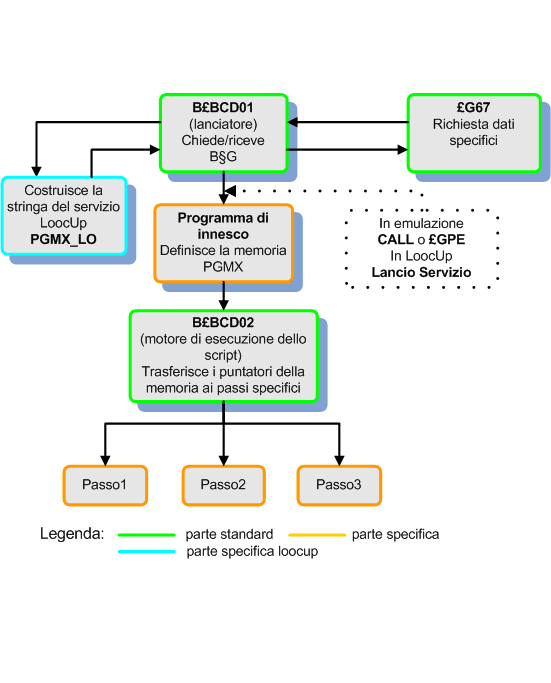 B£BCD01
(lanciatore)
Chiede/riceve
B§G
£G67
Richiesta dati
specifici
Costruisce la
stringa del servizio
LoocUp
PGMX_LO
Programma di
innesco
Definisce la memoria
PGMX
In emulazione
CALL o £GPE
In LoocUp
Lancio Servizio
B£BCD02
(motore di esecuzione dello
script)
Trasferisce i puntatori della
memoria ai passi specifici
Passo1
Passo2
Passo3
Legenda:
parte standard
parte specifica
parte specifica loocup